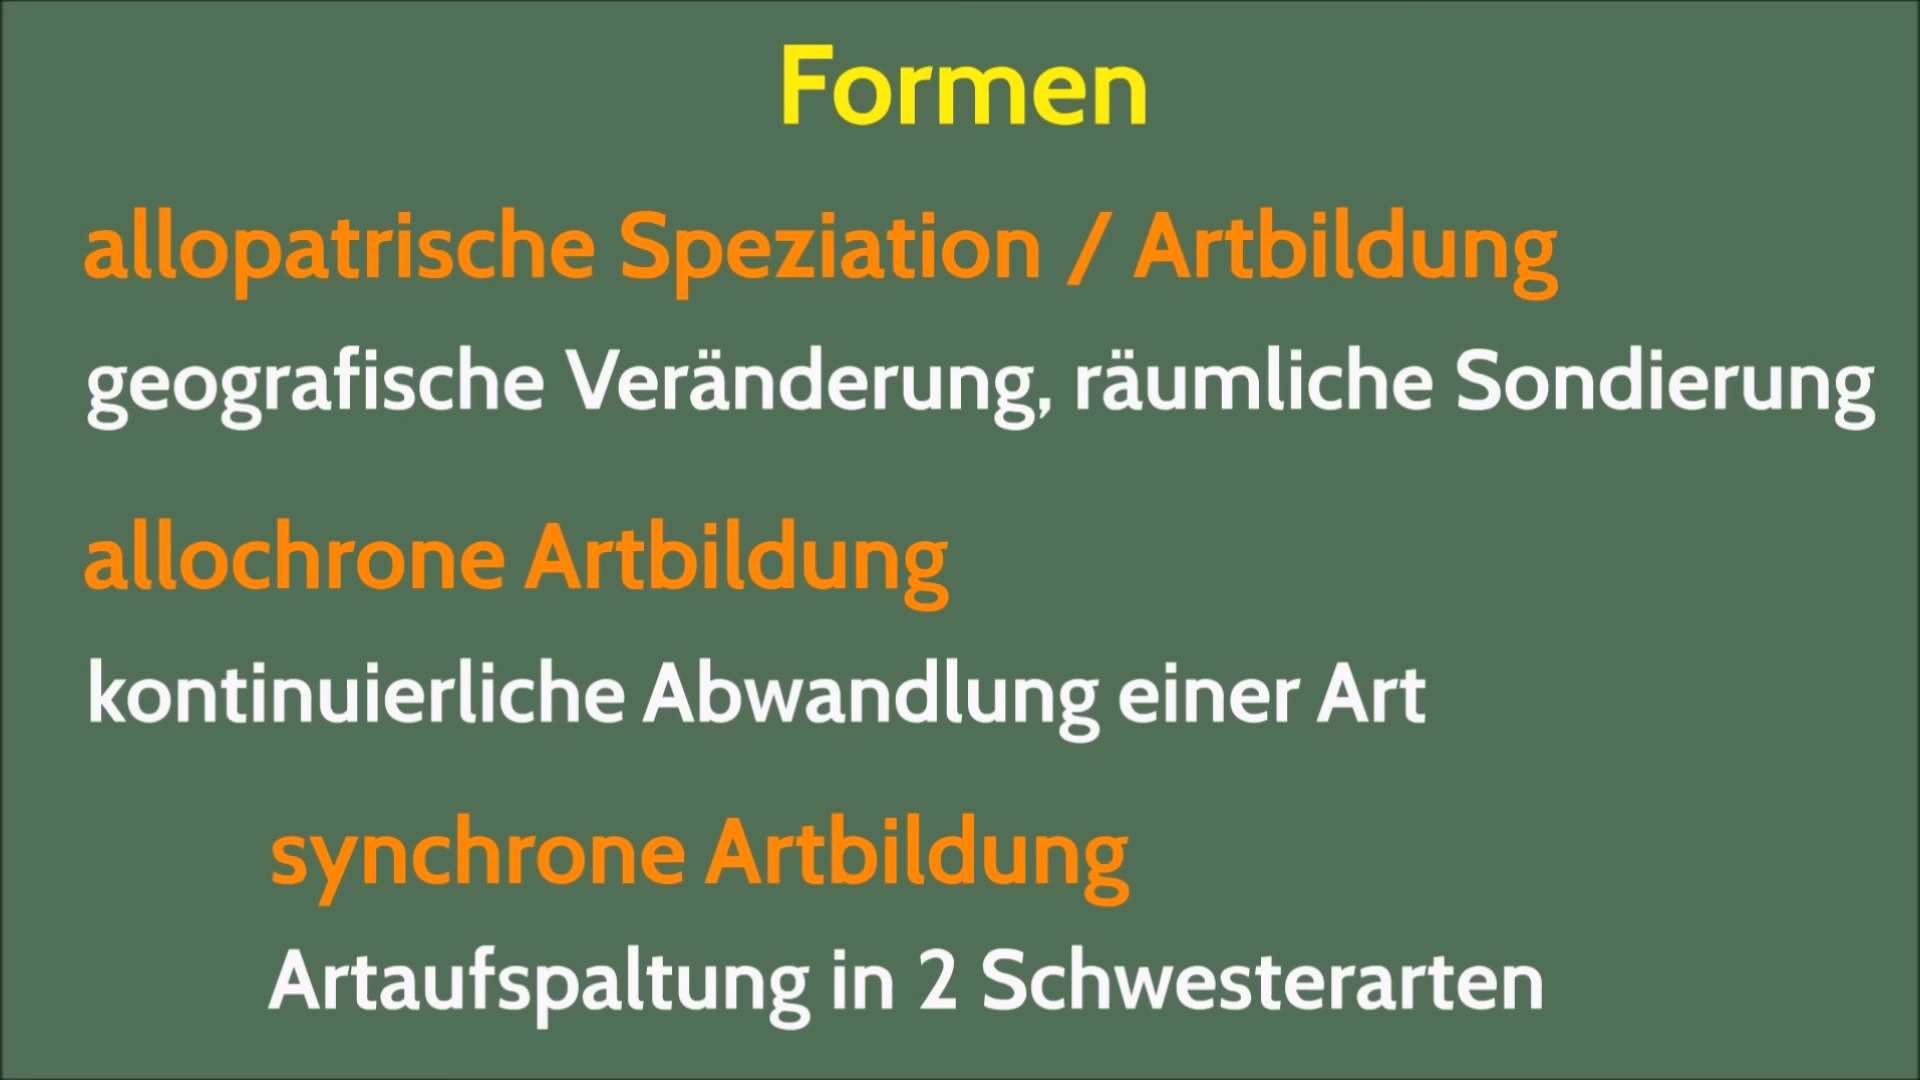 Formen
allopatrische Speziation / Artbildung
geografische Veränderung, räumliche Sondierung
allochrone Artbildung
kontinuierliche Abwandlung einer Art
synchrone Artbildung
Artaufspaltung in 2 Schwesterarten